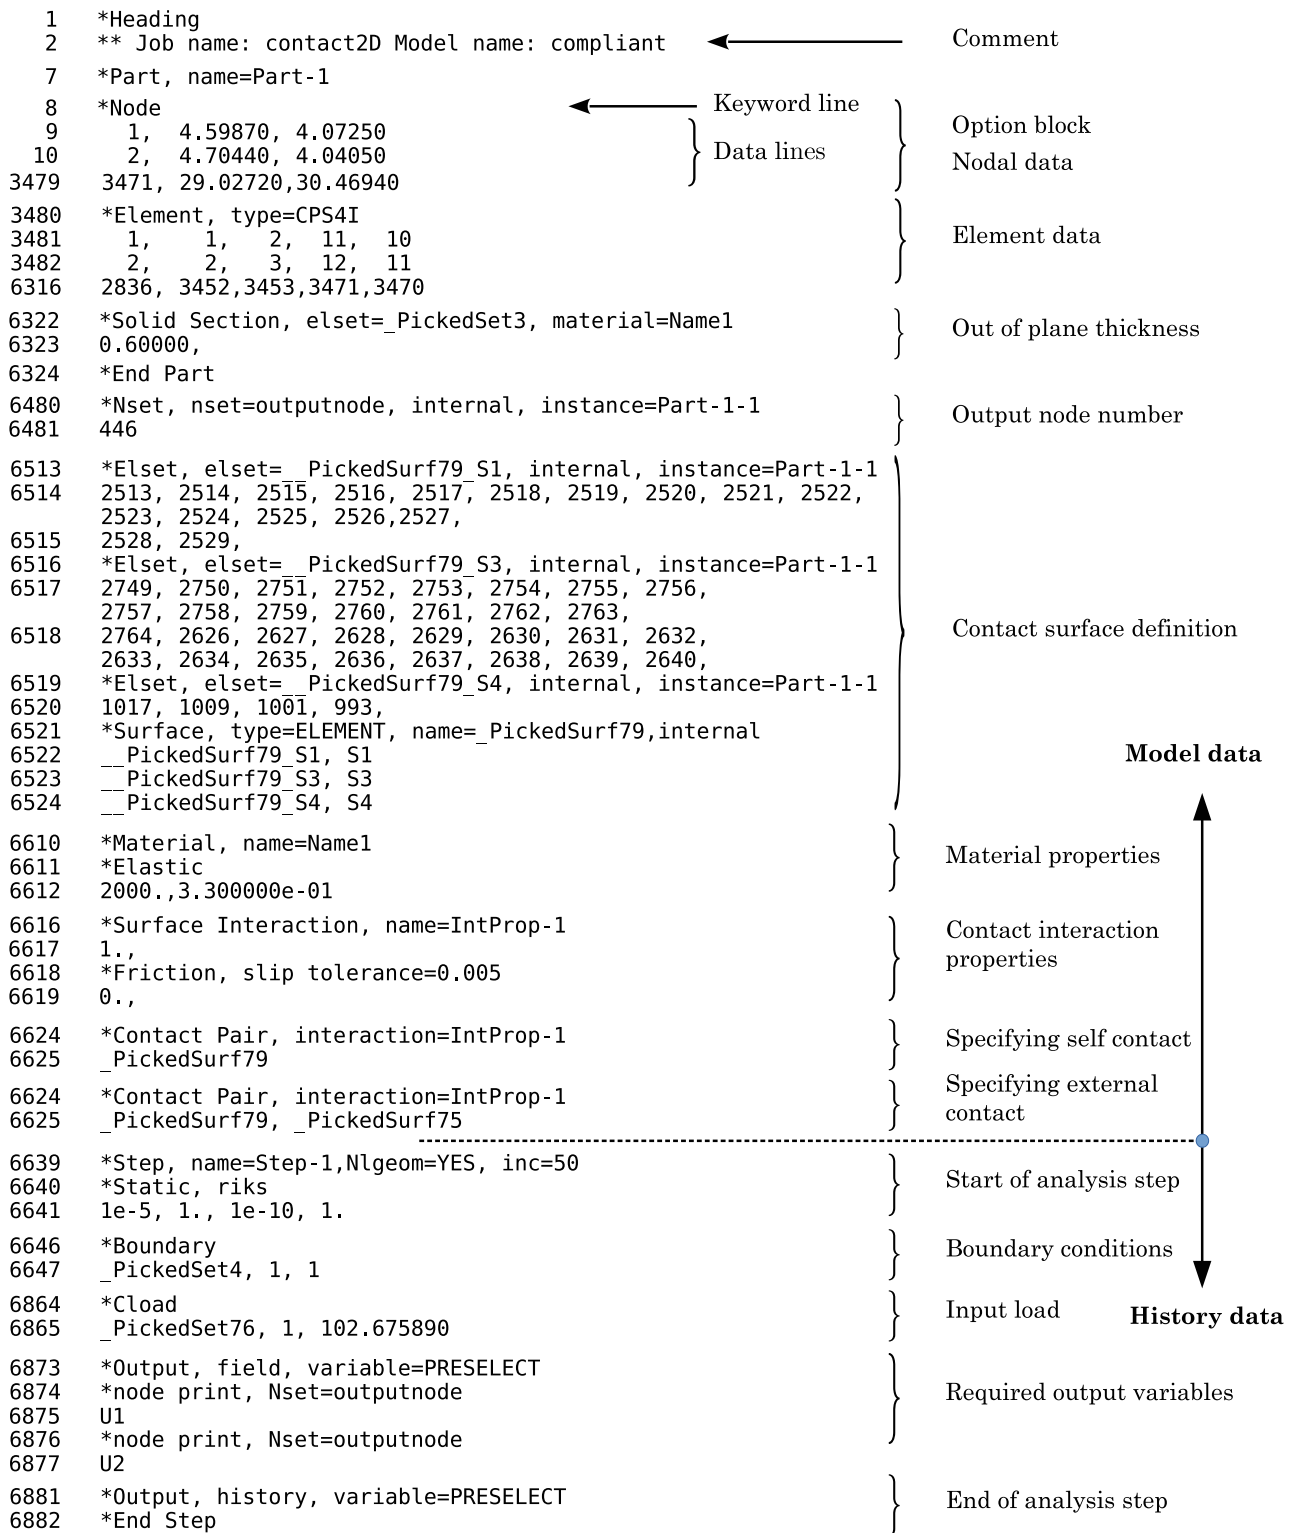 1 *Heading
2 ** Job name: contact2D Model name: compliant Comment
7 *Part, name=Part-1
8 *Node Keyword line
9 1, 4.59870, 4.07250 Option block
10 2, 4.70440, 4.04050 Data lines Nodal data
3479 3471, 29.02720,30.46940
3480 *Element, type=CPS4I
3481 1, 1, 2, 11, 10 Element data
3482 2, 2, 3, 12, 11
6316 2836, 3452,3453,3471,3470
6322 *Solid Section, elset=_PickedSet3, material=Name1 Out of plane thickness
6323 0.60000,
6324 *End Part
6480 *Nset, nset=outputnode, internal, instance=Part-1-1 Output node number
6481 446
6513 *Elset, elset=__PickedSurf79_S1, internal, instance=Part-1-1
6514 2513, 2514, 2515, 2516, 2517, 2518, 2519, 2520, 2521, 2522,
2523, 2524, 2525, 2526,2527,
6515 2528, 2529,
6516 *Elset, elset=__PickedSurf79_S3, internal, instance=Part-1-1
6517 2749, 2750, 2751, 2752, 2753, 2754, 2755, 2756,
2757, 2758, 2759, 2760, 2761, 2762, 2763,
6518 2764, 2626, 2627, 2628, 2629, 2630, 2631, 2632, Contact surface definition
2633, 2634, 2635, 2636, 2637, 2638, 2639, 2640,
6519 *Elset, elset=__PickedSurf79_S4, internal, instance=Part-1-1
6520 1017, 1009, 1001, 993,
6521 *Surface, type=ELEMENT, name=_PickedSurf79,internal
6522 __PickedSurf79_S1, S1 Model data
6523 __PickedSurf79_S3, S3
6524 __PickedSurf79_S4, S4
6610 *Material, name=Name1
6611 *Elastic Material properties
6612 2000.,3.300000e-01
6616 *Surface Interaction, name=IntProp-1 Contact interaction
6617 1., properties
6618 *Friction, slip tolerance=0.005
6619 0.,
6624 *Contact Pair, interaction=IntProp-1 Specifying self contact
6625 _PickedSurf79
6624 *Contact Pair, interaction=IntProp-1 Specifying external
6625 _PickedSurf79, _PickedSurf75 contact
6639 *Step, name=Step-1,Nlgeom=YES, inc=50
6640 *Static, riks Start of analysis step
6641 1e-5, 1., 1e-10, 1.
6646 *Boundary Boundary conditions
6647 _PickedSet4, 1, 1
6864 *Cload Input load
6865 _PickedSet76, 1, 102.675890 History data
6873 *Output, field, variable=PRESELECT
6874 *node print, Nset=outputnode Required output variables
6875 U1
6876 *node print, Nset=outputnode
6877 U2
6881 *Output, history, variable=PRESELECT End of analysis step
6882 *End Step